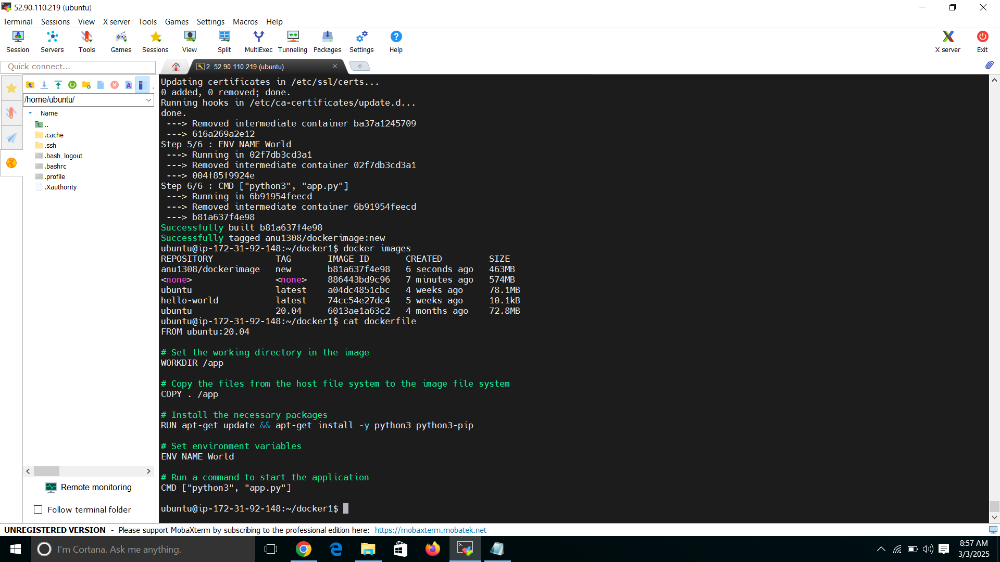 52.90.110.219 (ubuntu)
Terminal Sessions View X server Tools Games Settings Macros Help
Session Servers Tools Games Sessions View Split MultiExec Tunneling Packages Settings Help X server Exit
Quick connect...
2. 52.90.110.219 (ubuntu)
/home/ubuntu/
Name
..
.cache
.ssh
.bash_logout
.bashrc
.profile
.Xauthority
Remote monitoring
Follow terminal folder
Updating certificates in /etc/ssl/certs...
0 added, 0 removed; done.
Running hooks in /etc/ca-certificates/update.d...
done.
---> Removed intermediate container ba37a1245709
---> 616a269a2e12
Step 5/6 : ENV NAME World
---> Running in 02f7db3cd3a1
---> Removed intermediate container 02f7db3cd3a1
---> 004f85f9924e
Step 6/6 : CMD ["python3", "app.py"]
---> Running in 6b91954feecd
---> Removed intermediate container 6b91954feecd
---> b81a637f4e98
Successfully built b81a637f4e98
Successfully tagged anu1308/dockerimage:new
ubuntu@ip-172-31-92-148:~/docker1$ docker images
REPOSITORY TAG IMAGE ID CREATED SIZE
anu1308/dockerimage new b81a637f4e98 6 seconds ago 463MB
<none> <none> 886443bd9c96 7 minutes ago 574MB
ubuntu latest a04dc4851cbc 4 weeks ago 78.1MB
hello-world latest 74cc54e27dc4 5 weeks ago 10.1kB
ubuntu 20.04 6013ae1a63c2 4 months ago 72.8MB
ubuntu@ip-172-31-92-148:~/docker1$ cat dockerfile
FROM ubuntu:20.04
# Set the working directory in the image
WORKDIR /app
# Copy the files from the host file system to the image file system
COPY . /app
# Install the necessary packages
RUN apt-get update && apt-get install -y python3 python3-pip
# Set environment variables
ENV NAME World
# Run a command to start the application
CMD ["python3", "app.py"]
ubuntu@ip-172-31-92-148:~/docker1$
UNREGISTERED VERSION - Please support MobaXterm by subscribing to the professional edition here: https://mobaxterm.mobatek.net
I'm Cortana. Ask me anything.
8:57 AM
3/3/2025